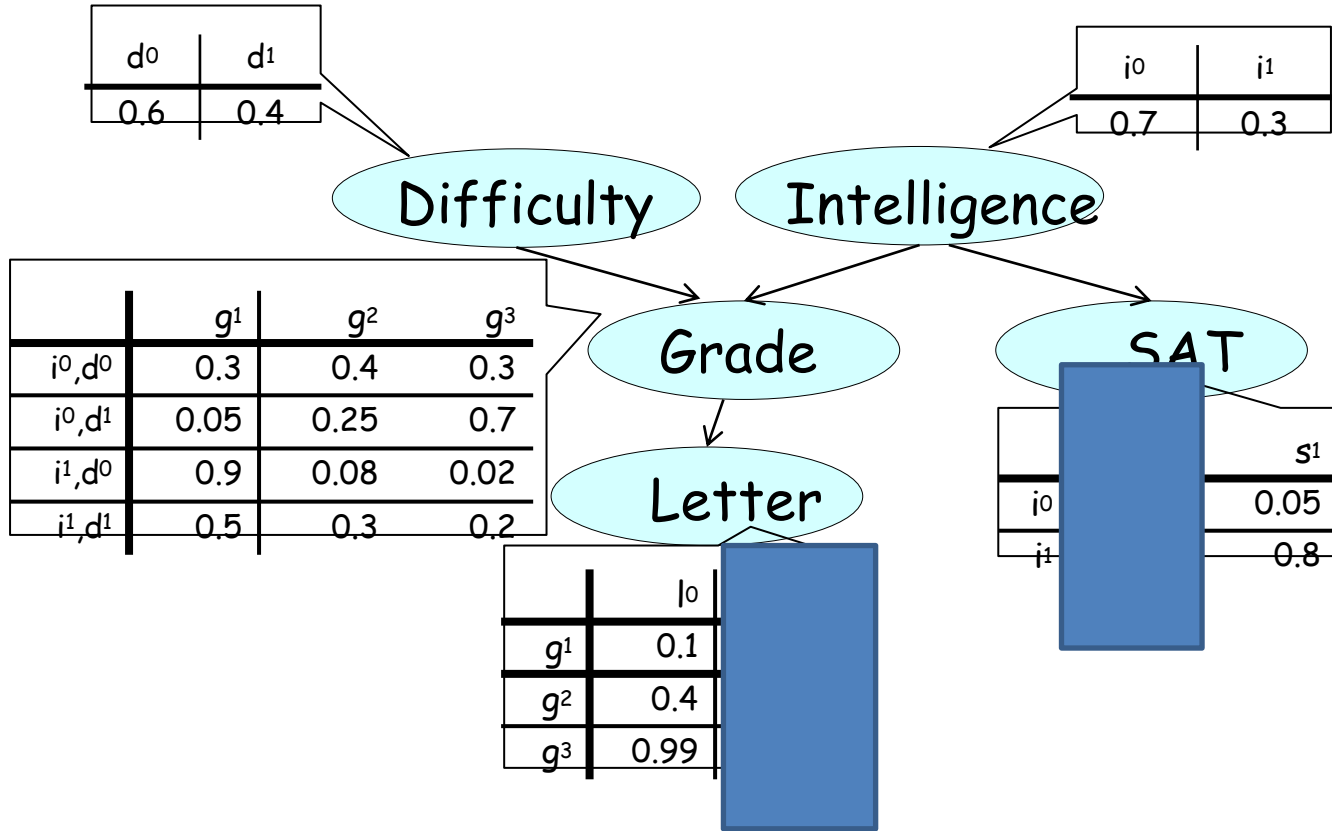 d⁰ d¹
0.6 0.4
i⁰ i¹
0.7 0.3
Difficulty
Intelligence
g¹ g² g³
i⁰,d⁰ 0.3 0.4 0.3
i⁰,d¹ 0.05 0.25 0.7
i¹,d⁰ 0.9 0.08 0.02
i¹,d¹ 0.5 0.3 0.2
Grade
SAT
s¹
i⁰ 0.05
i¹ 0.8
Letter
l⁰
g¹ 0.1
g² 0.4
g³ 0.99